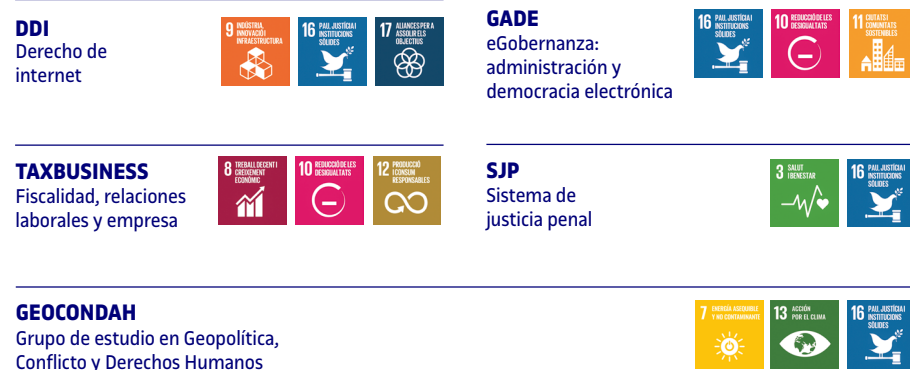 DDI
Derecho de
internet
9 INDÚSTRIA,
INNOVACIÓ I
INFRAESTRUCTURA
16 PAU, JUSTÍCIA I
INSTITUCIONS
SÒLIDES
17 ALIANCES PER A
ASSOLIR ELS
OBJECTIUS
GADE
eGobernanza:
administración y
democracia electrónica
16 PAU, JUSTÍCIA I
INSTITUCIONS
SÒLIDES
10 REDUCCIÓ DE LES
DESIGUALTATS
11 CIUTATS I
COMUNITATS
SOSTENIBLES
TAXBUSINESS
Fiscalidad, relaciones
laborales y empresa
8 TREBALL DECENT I
CREIXEMENT
ECONÒMIC
10 REDUCCIÓ DE LES
DESIGUALTATS
12 PRODUCCIÓ
I CONSUM
RESPONSABLES
SJP
Sistema de
justicia penal
3 SALUT
I BENESTAR
16 PAU, JUSTÍCIA I
INSTITUCIONS
SÒLIDES
GEOCONDAH
Grupo de estudio en Geopolítica,
Conflicto y Derechos Humanos
7 ENERGÍA ASEQUIBLE
Y NO CONTAMINANTE
13 ACCIÓN
POR EL CLIMA
16 PAU, JUSTÍCIA I
INSTITUCIONS
SÒLIDES